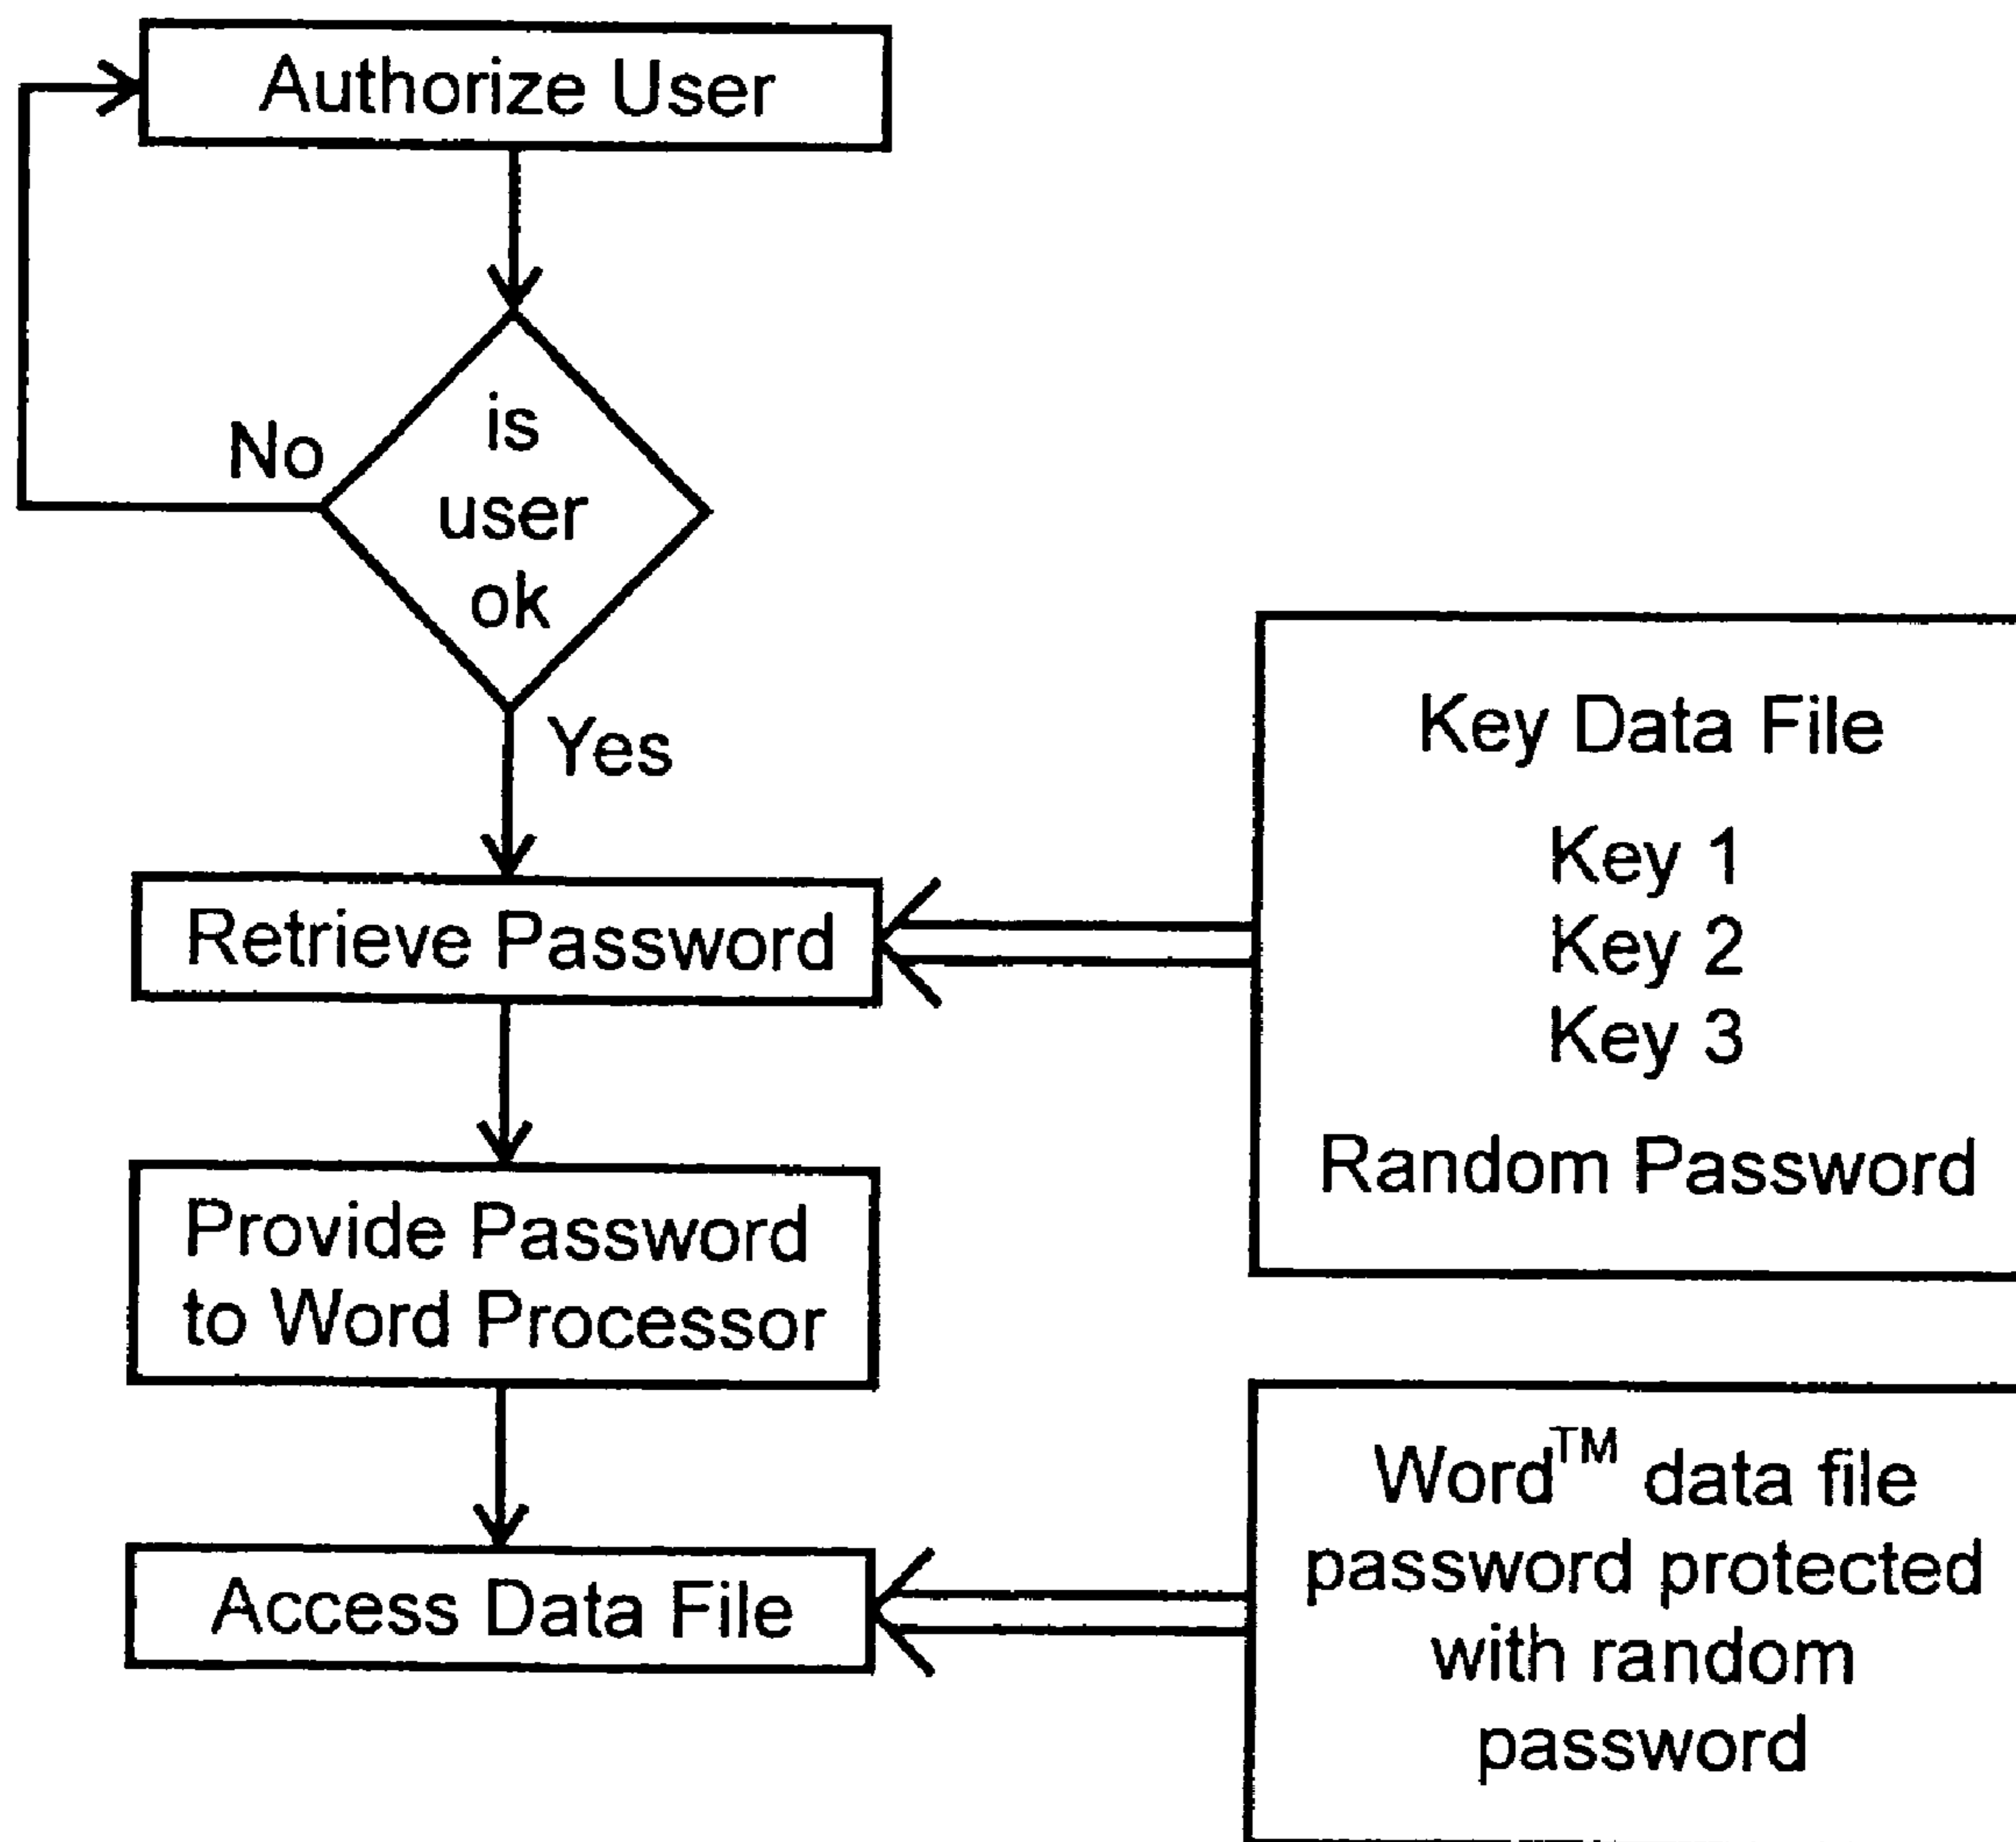 Authorize User
is
user
ok
No
Yes
Retrieve Password
Provide Password
to Word Processor
Access Data File
Key Data File
Key 1
Key 2
Key 3
Random Password
Word™ data file
password protected
with random
password